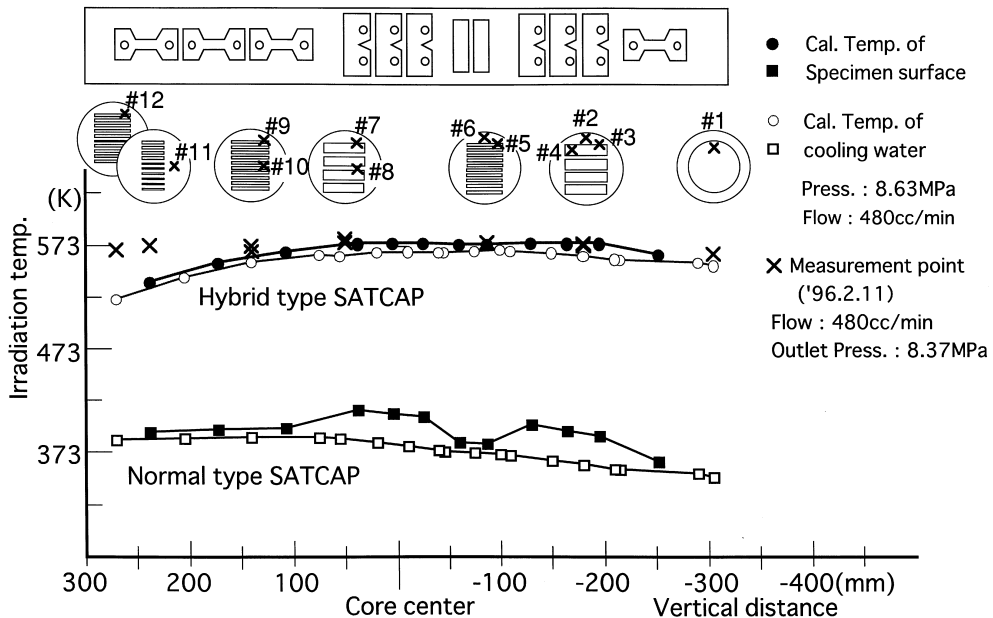 #12
#11
#9
#10
#7
#8
#6
#5
#2
#4
#3
#1
Cal. Temp. of
Specimen surface
Cal. Temp. of
cooling water
Press. : 8.63MPa
Flow : 480cc/min
Measurement point
('96.2.11)
Flow : 480cc/min
Outlet Press. : 8.37MPa
Irradiation temp.
(K)
573
473
373
Hybrid type SATCAP
Normal type SATCAP
300
200
100
-100
-200
-300
-400(mm)
Core center
Vertical distance